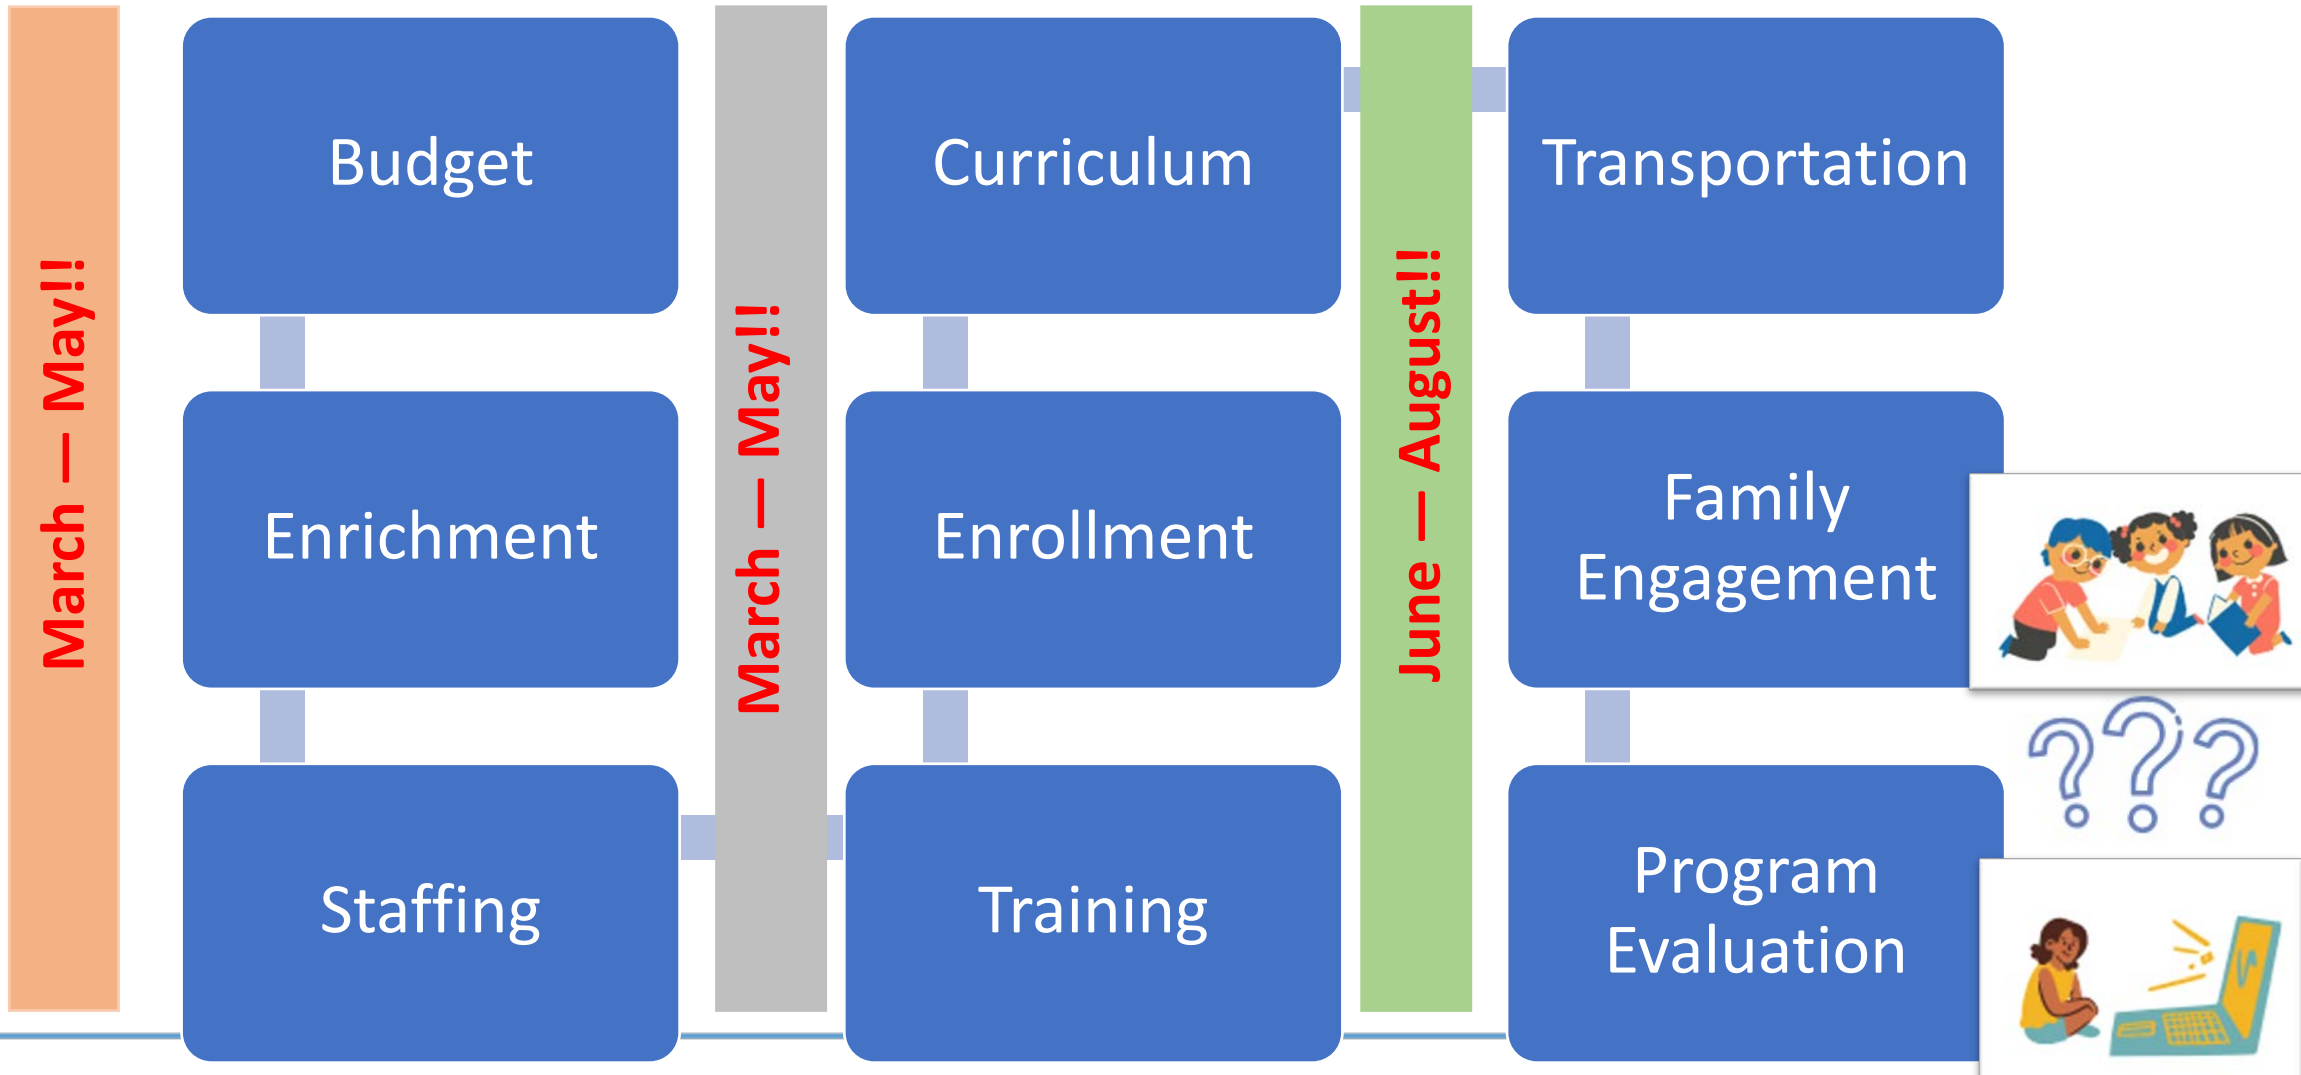 March — May!!
Budget
Enrichment
Staffing
March — May!!
Curriculum
Enrollment
Training
June — August!!
Transportation
Family
Engagement
Program
Evaluation
???